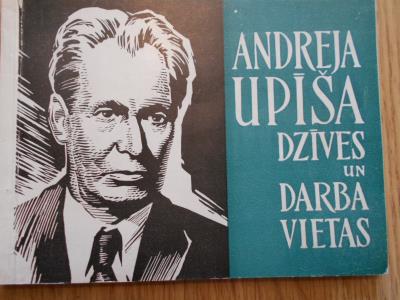 ANDREJA
UPĪŠA
DZĪVES
UN
DARBA
VIETAS